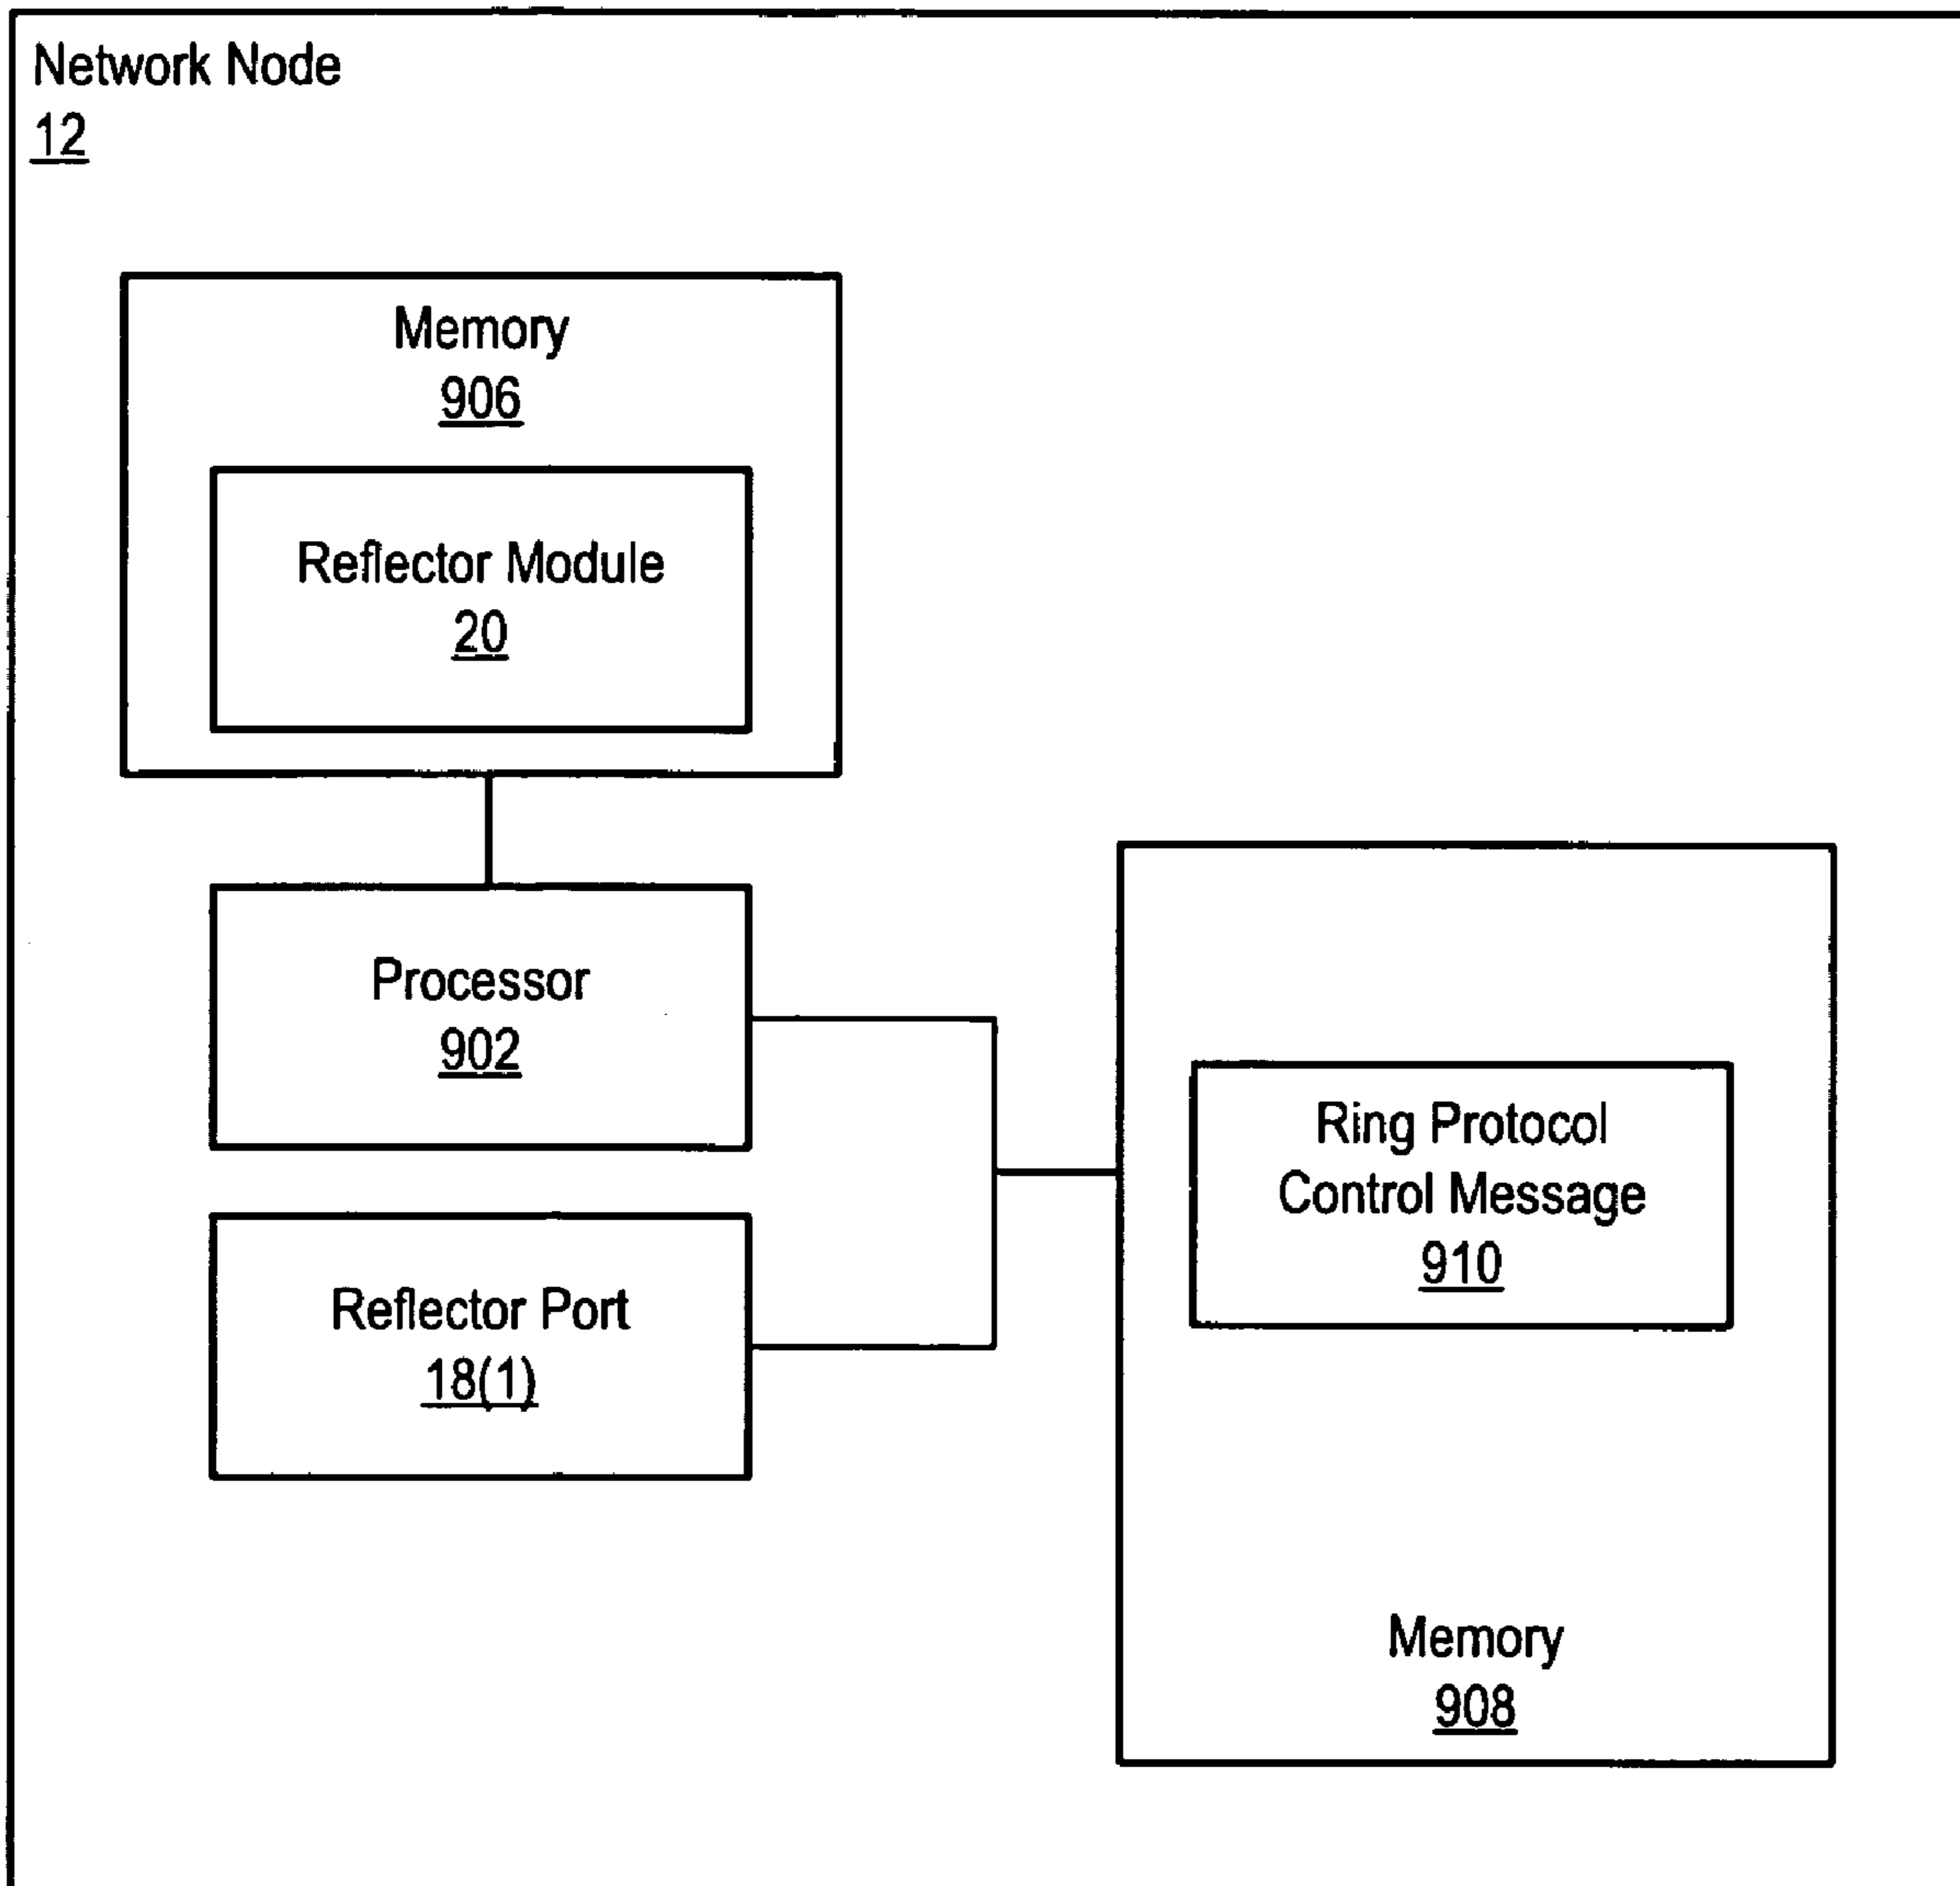 Network Node
12
Memory
906
Reflector Module
20
Processor
902
Reflector Port
18(1)
Ring Protocol
Control Message
910
Memory
908